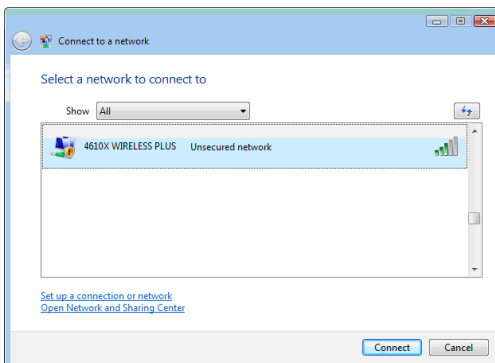 Connect to a network
Select a network to connect to
Show All
4610X WIRELESS PLUS Unsecured network
Set up a connection or network
Open Network and Sharing Center
Connect Cancel